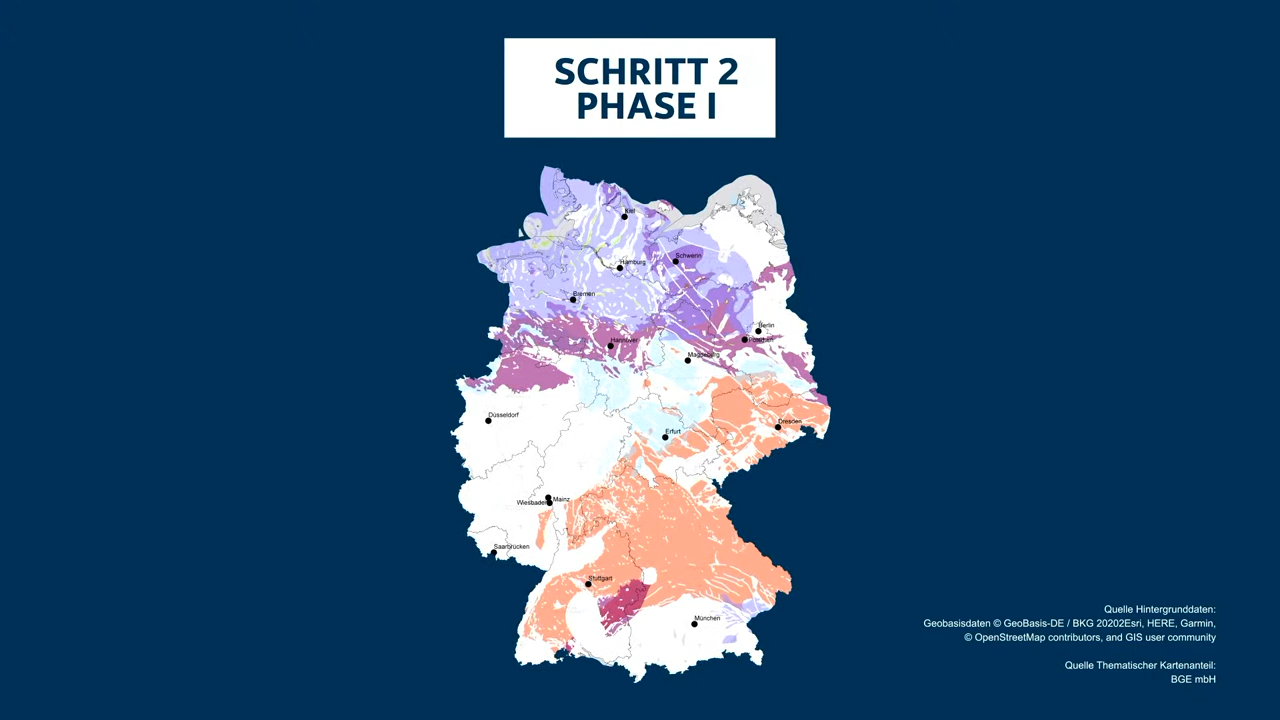 SCHRITT 2
PHASE I
Kiel
Schwerin
Hamburg
Bremen
Berlin
Potsdam
Hannover
Magdeburg
Düsseldorf
Dresden
Erfurt
Mainz
Wiesbaden
Saarbrücken
Stuttgart
München
Quelle Hintergrunddaten:
Geobasisdaten © GeoBasis-DE / BKG 20202Esri, HERE, Garmin,
© OpenStreetMap contributors, and GIS user community
Quelle Thematischer Kartenanteil:
BGE mbH